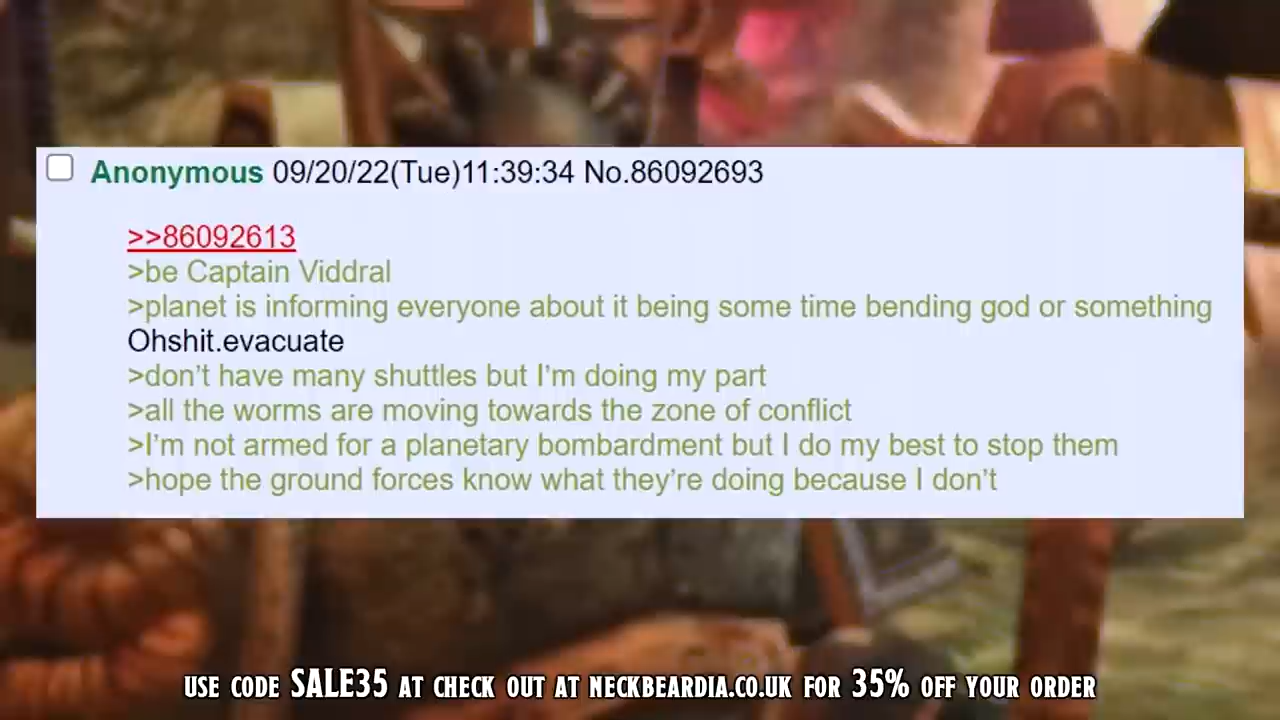 Anonymous 09/20/22(Tue)11:39:34 No.86092693
>>86092613
>be Captain Viddral
>planet is informing everyone about it being some time bending god or something
Ohshit.evacuate
>don’t have many shuttles but I’m doing my part
>all the worms are moving towards the zone of conflict
>I’m not armed for a planetary bombardment but I do my best to stop them
>hope the ground forces know what they’re doing because I don’t
USE CODE SALE35 AT CHECK OUT AT NECKBEARDIA.CO.UK FOR 35% OFF YOUR ORDER